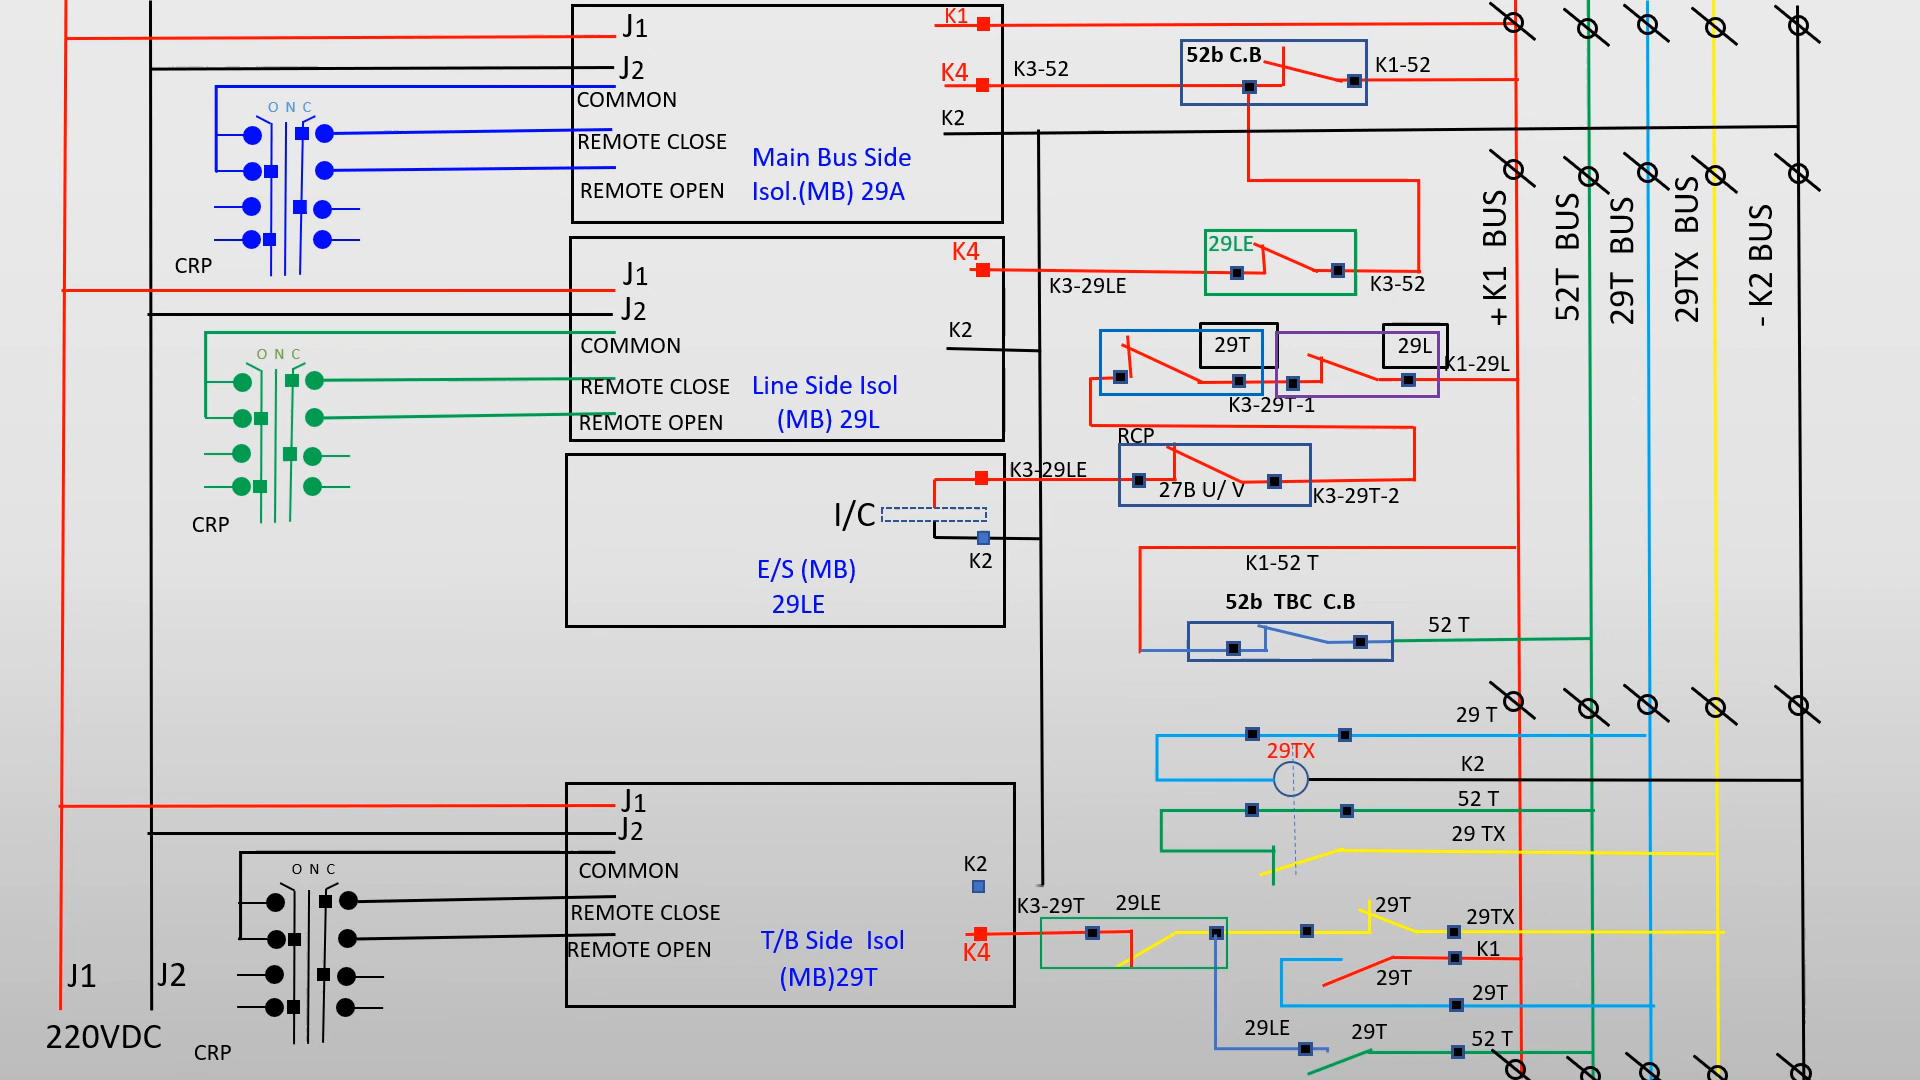 J1
J2
COMMON
REMOTE CLOSE
REMOTE OPEN
Main Bus Side
Isol.(MB) 29A
K1
K4
K2
K3-52
52b C.B
K1-52
O N C
CRP
J1
J2
COMMON
REMOTE CLOSE
REMOTE OPEN
Line Side Isol
(MB) 29L
K4
K2
K3-29LE
29LE
K3-52
O N C
CRP
29T
29L
K1-29L
K3-29T-1
RCP
27B U/ V
K3-29T-2
K3-29LE
I/C
K2
E/S (MB)
29LE
+K1 BUS
52T BUS
29T BUS
29TX BUS
- K2 BUS
K1-52 T
52b TBC C.B
52 T
29 T
29TX
K2
52 T
29 TX
J1
J2
COMMON
REMOTE CLOSE
REMOTE OPEN
T/B Side Isol
(MB)29T
K2
K4
K3-29T
29LE
29T
29TX
K1
29T
29T
29LE
29T
52 T
O N C
CRP
J1
J2
220VDC